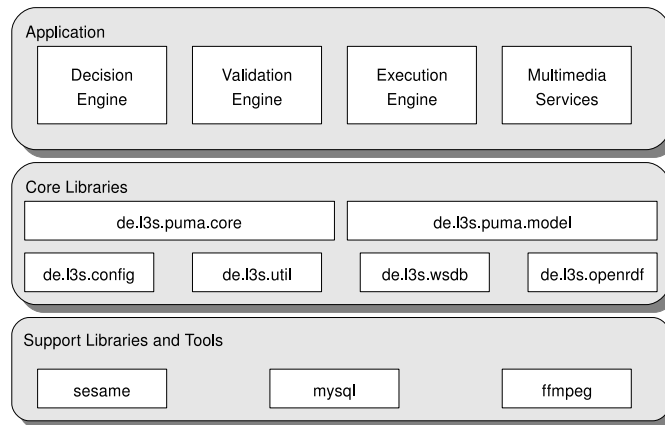 Application
Decision
Engine
Validation
Engine
Execution
Engine
Multimedia
Services
Core Libraries
de.l3s.puma.core
de.l3s.puma.model
de.l3s.config
de.l3s.util
de.l3s.wsdb
de.l3s.openrdf
Support Libraries and Tools
sesame
mysql
ffmpeg